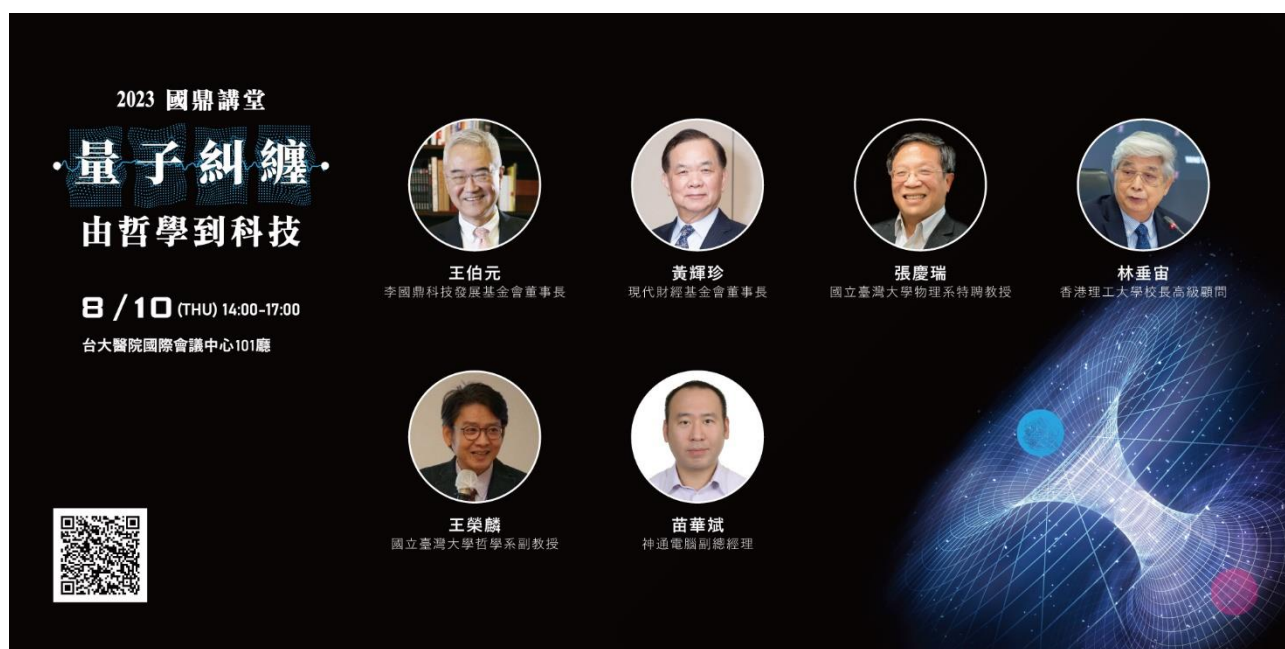 2023 國鼎講堂
量子糾纏
由哲學到科技
8/10 (THU) 14:00-17:00
台大醫院國際會議中心101廳
王伯元
李國鼎科技發展基金會董事長
黃輝珍
現代財經基金會董事長
張慶瑞
國立臺灣大學物理系特聘教授
林垂宙
香港理工大學校長高級顧問
王榮麟
國立臺灣大學哲學系副教授
苗華斌
神通電腦副總經理